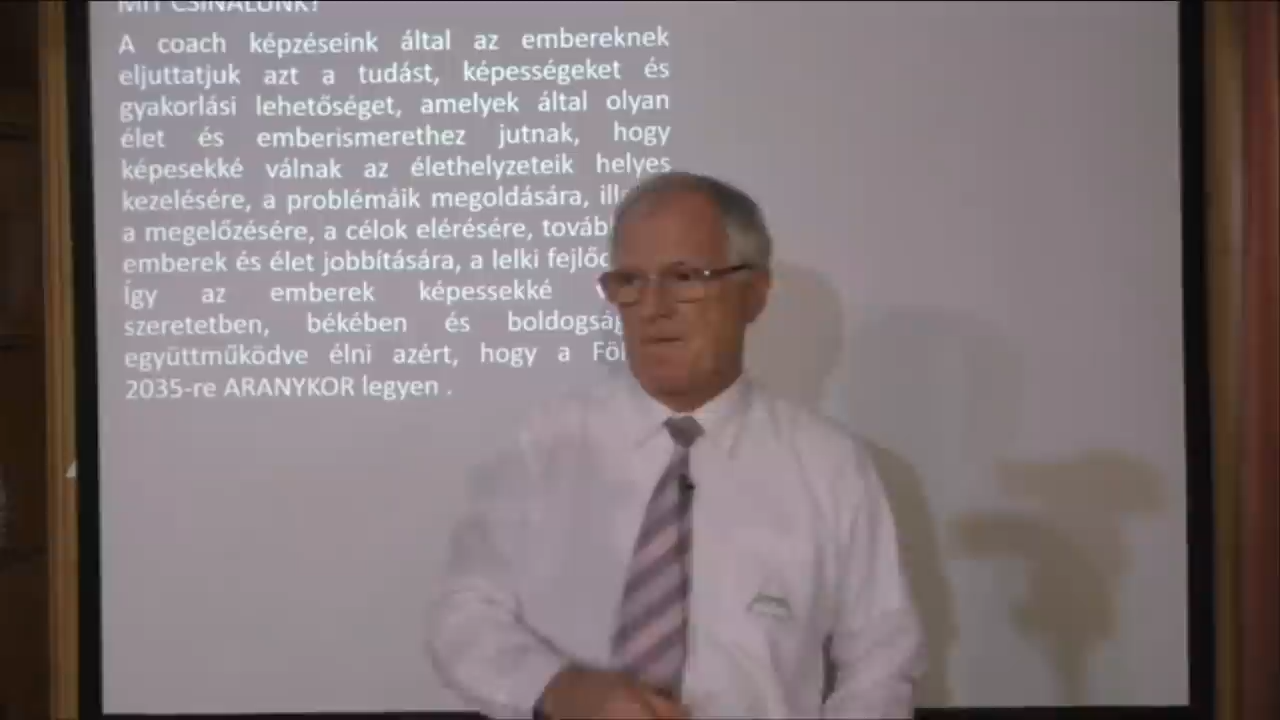 MIT CSINÁLUNK?
A coach képzéseink által az embereknek
eljuttatjuk azt a tudást, képességeket és
gyakorlási lehetőséget, amelyek által olyan
élet és emberismerethez jutnak, hogy
képesekké válnak az élethelyzeteik helyes
kezelésére, a problémáik megoldására,
a megelőzésére, a célok elérésére,
emberek és élet jobbítására, a lelki
Így az emberek képessekké
szeretetben, békében és
együttműködve élni azért, hogy a
2035-re ARANYKOR legyen .